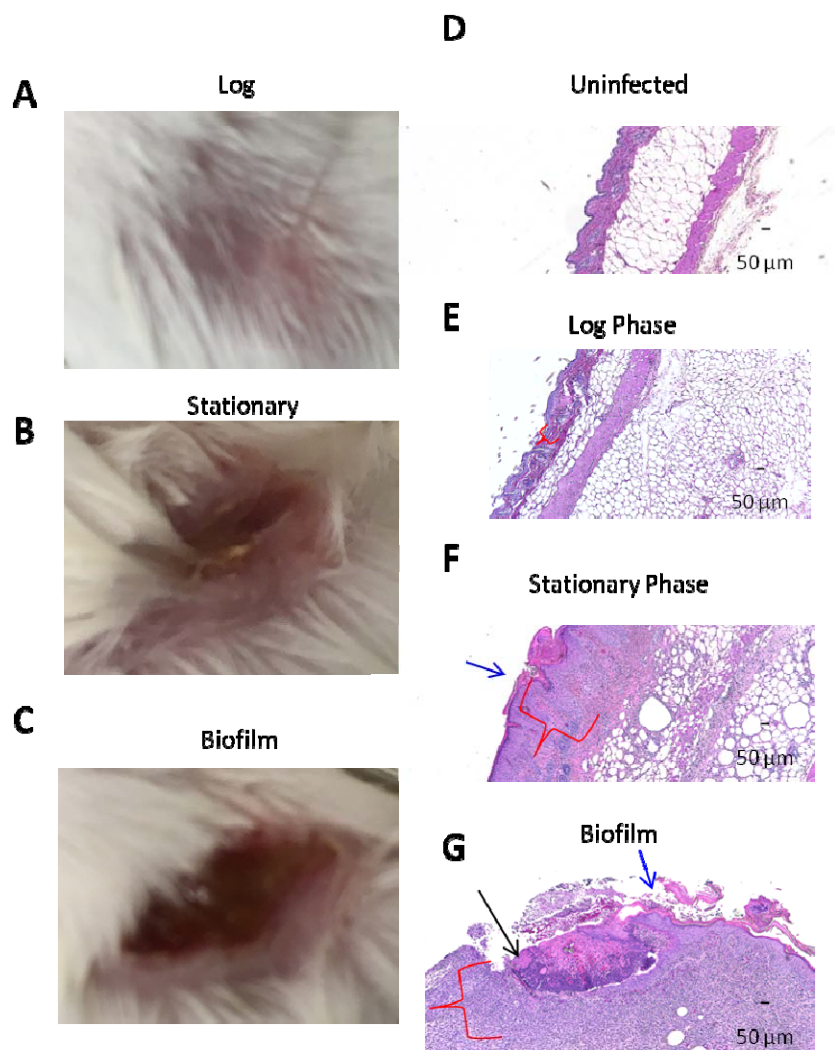 A
Log
B
Stationary
C
Biofilm
D
Uninfected
50 µm
E
Log Phase
50 µm
F
Stationary Phase
50 µm
G
Biofilm
50 µm